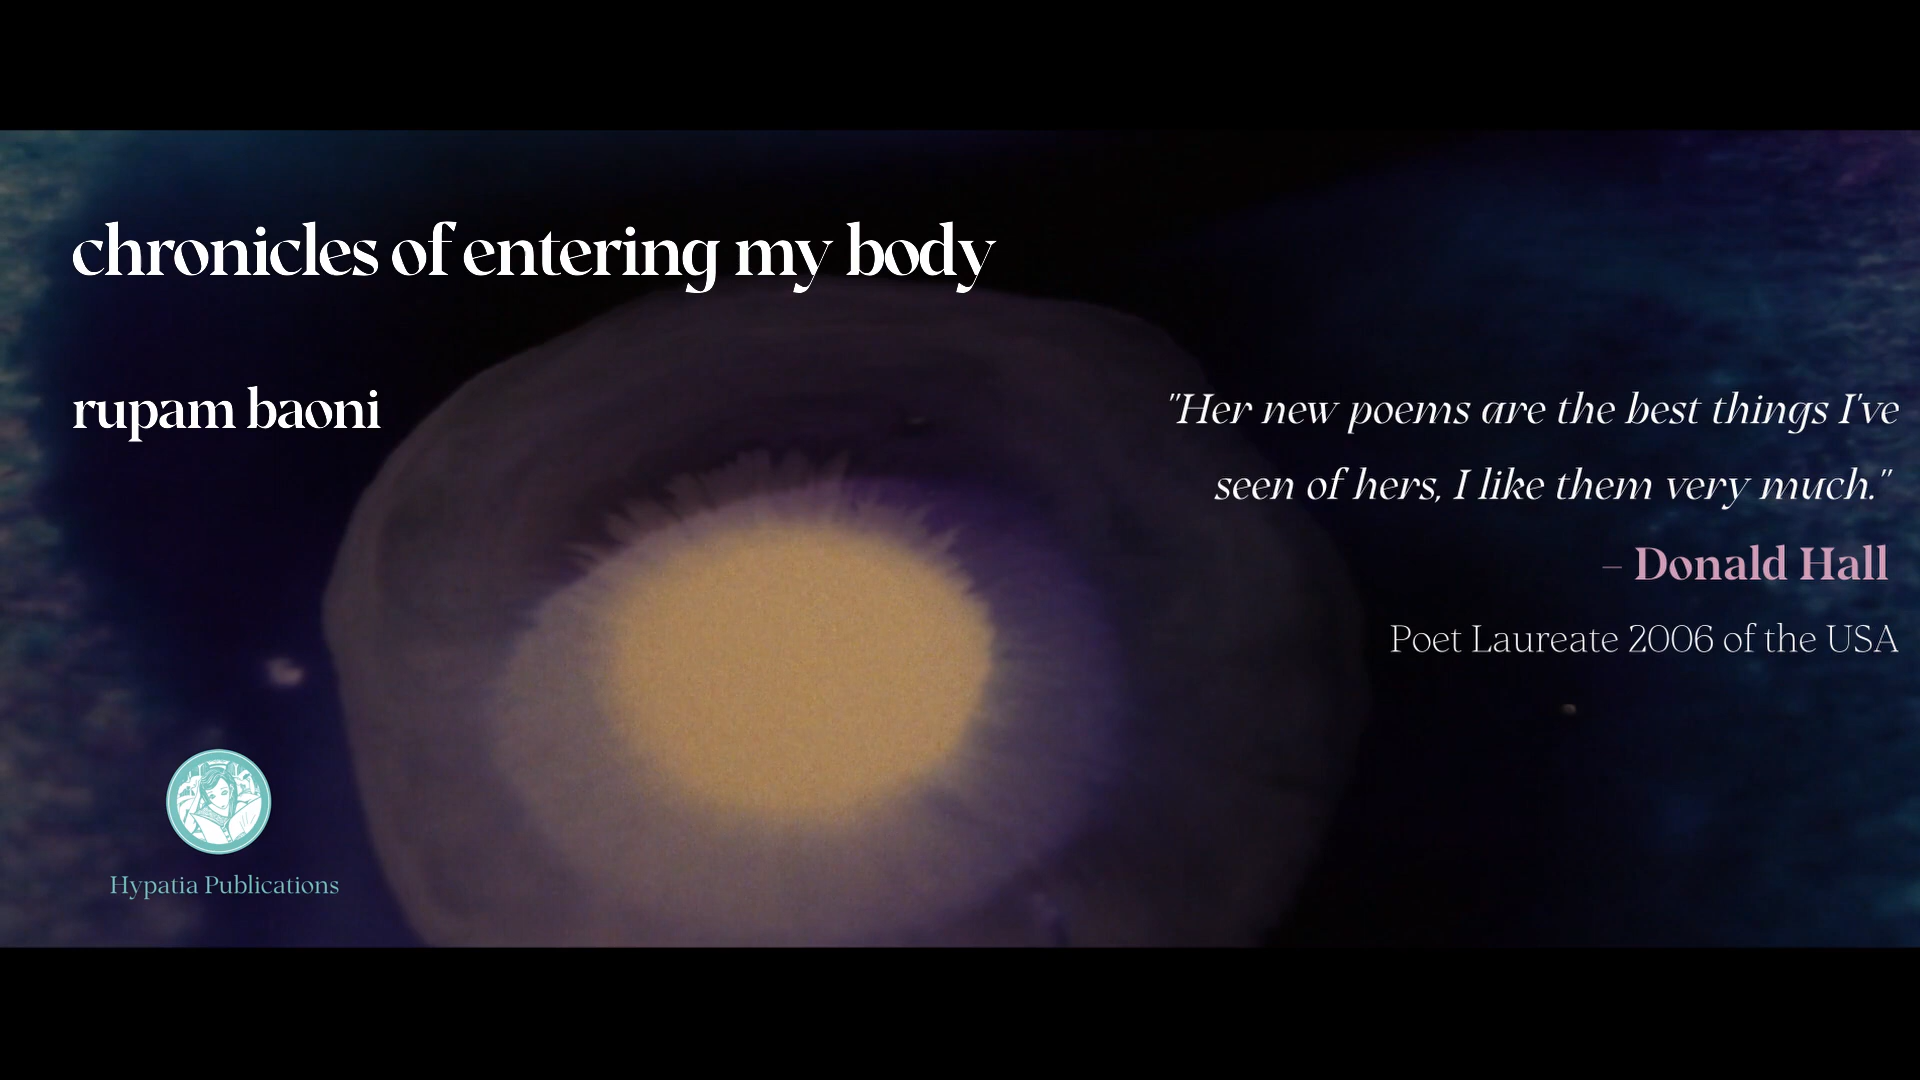 chronicles of entering my body
rupam baoni
"Her new poems are the best things I've
seen of hers, I like them very much."
– Donald Hall
Poet Laureate 2006 of the USA
Hypatia Publications